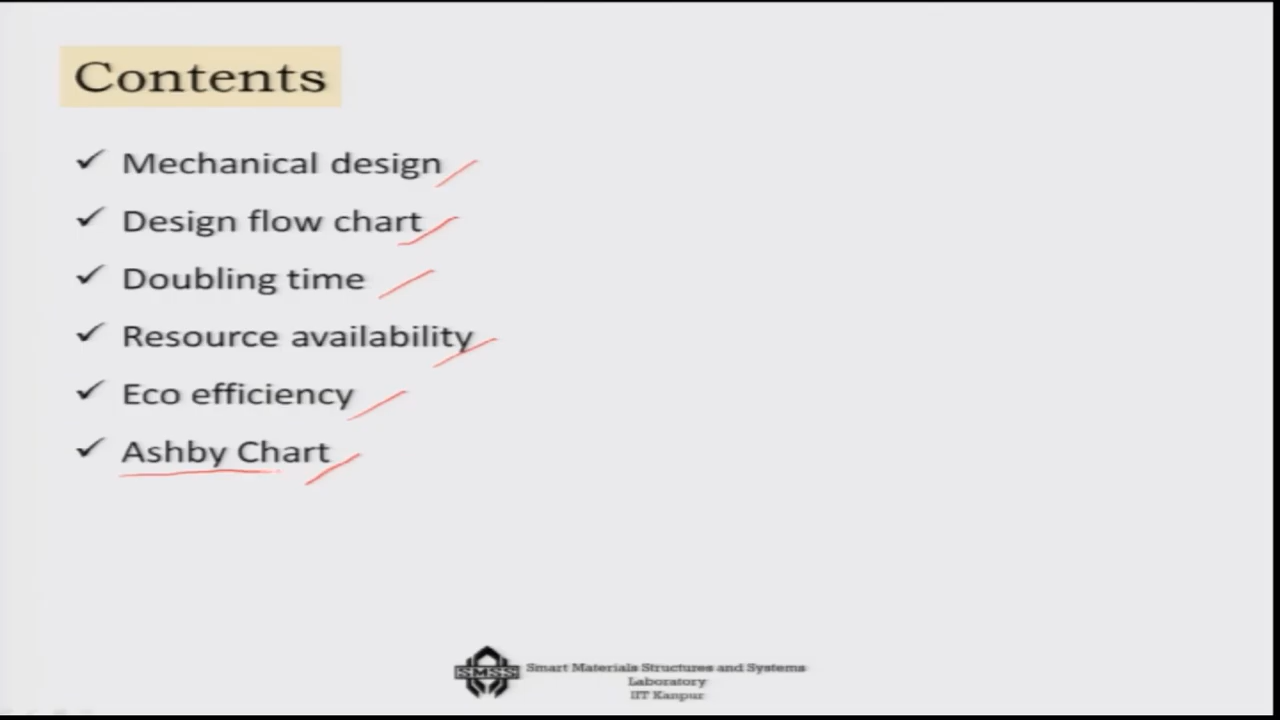 Contents
✓ Mechanical design
✓ Design flow chart
✓ Doubling time
✓ Resource availability
✓ Eco efficiency
✓ Ashby Chart
SMSS
Smart Materials Structures and Systems
Laboratory
IIT Kanpur